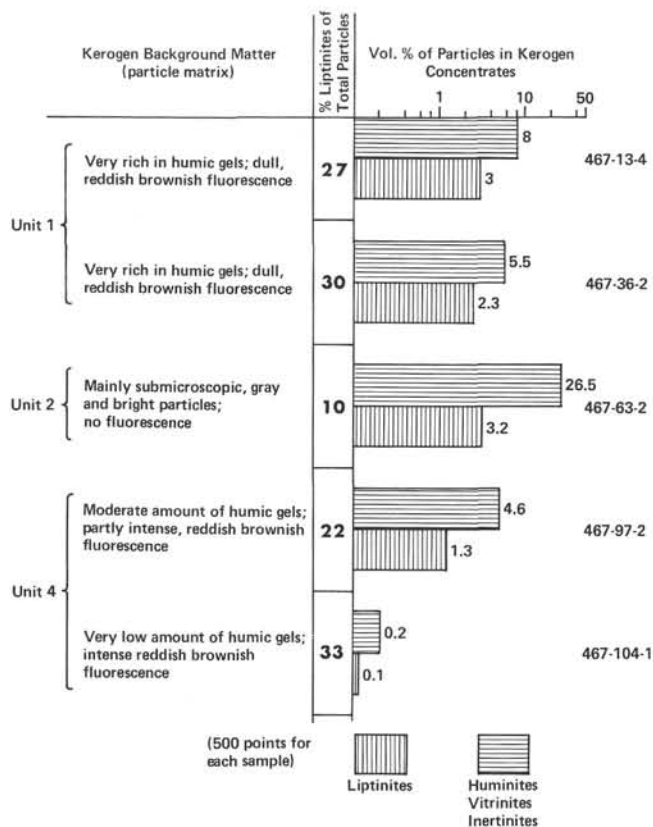 Kerogen Background Matter
(particle matrix)
% Liptinites of
Total Particles
Vol. % of Particles in Kerogen
Concentrates
1 10 50
Unit 1
Very rich in humic gels; dull,
reddish brownish fluorescence
27
8
3
467-13-4
Very rich in humic gels; dull,
reddish brownish fluorescence
30
5.5
2.3
467-36-2
Unit 2
Mainly submicroscopic, gray
and bright particles;
no fluorescence
10
26.5
3.2
467-63-2
Unit 4
Moderate amount of humic gels;
partly intense, reddish brownish
fluorescence
22
4.6
1.3
467-97-2
Very low amount of humic gels;
intense reddish brownish
fluorescence
33
0.2
0.1
467-104-1
(500 points for
each sample)
Liptinites
Huminites
Vitrinites
Inertinites